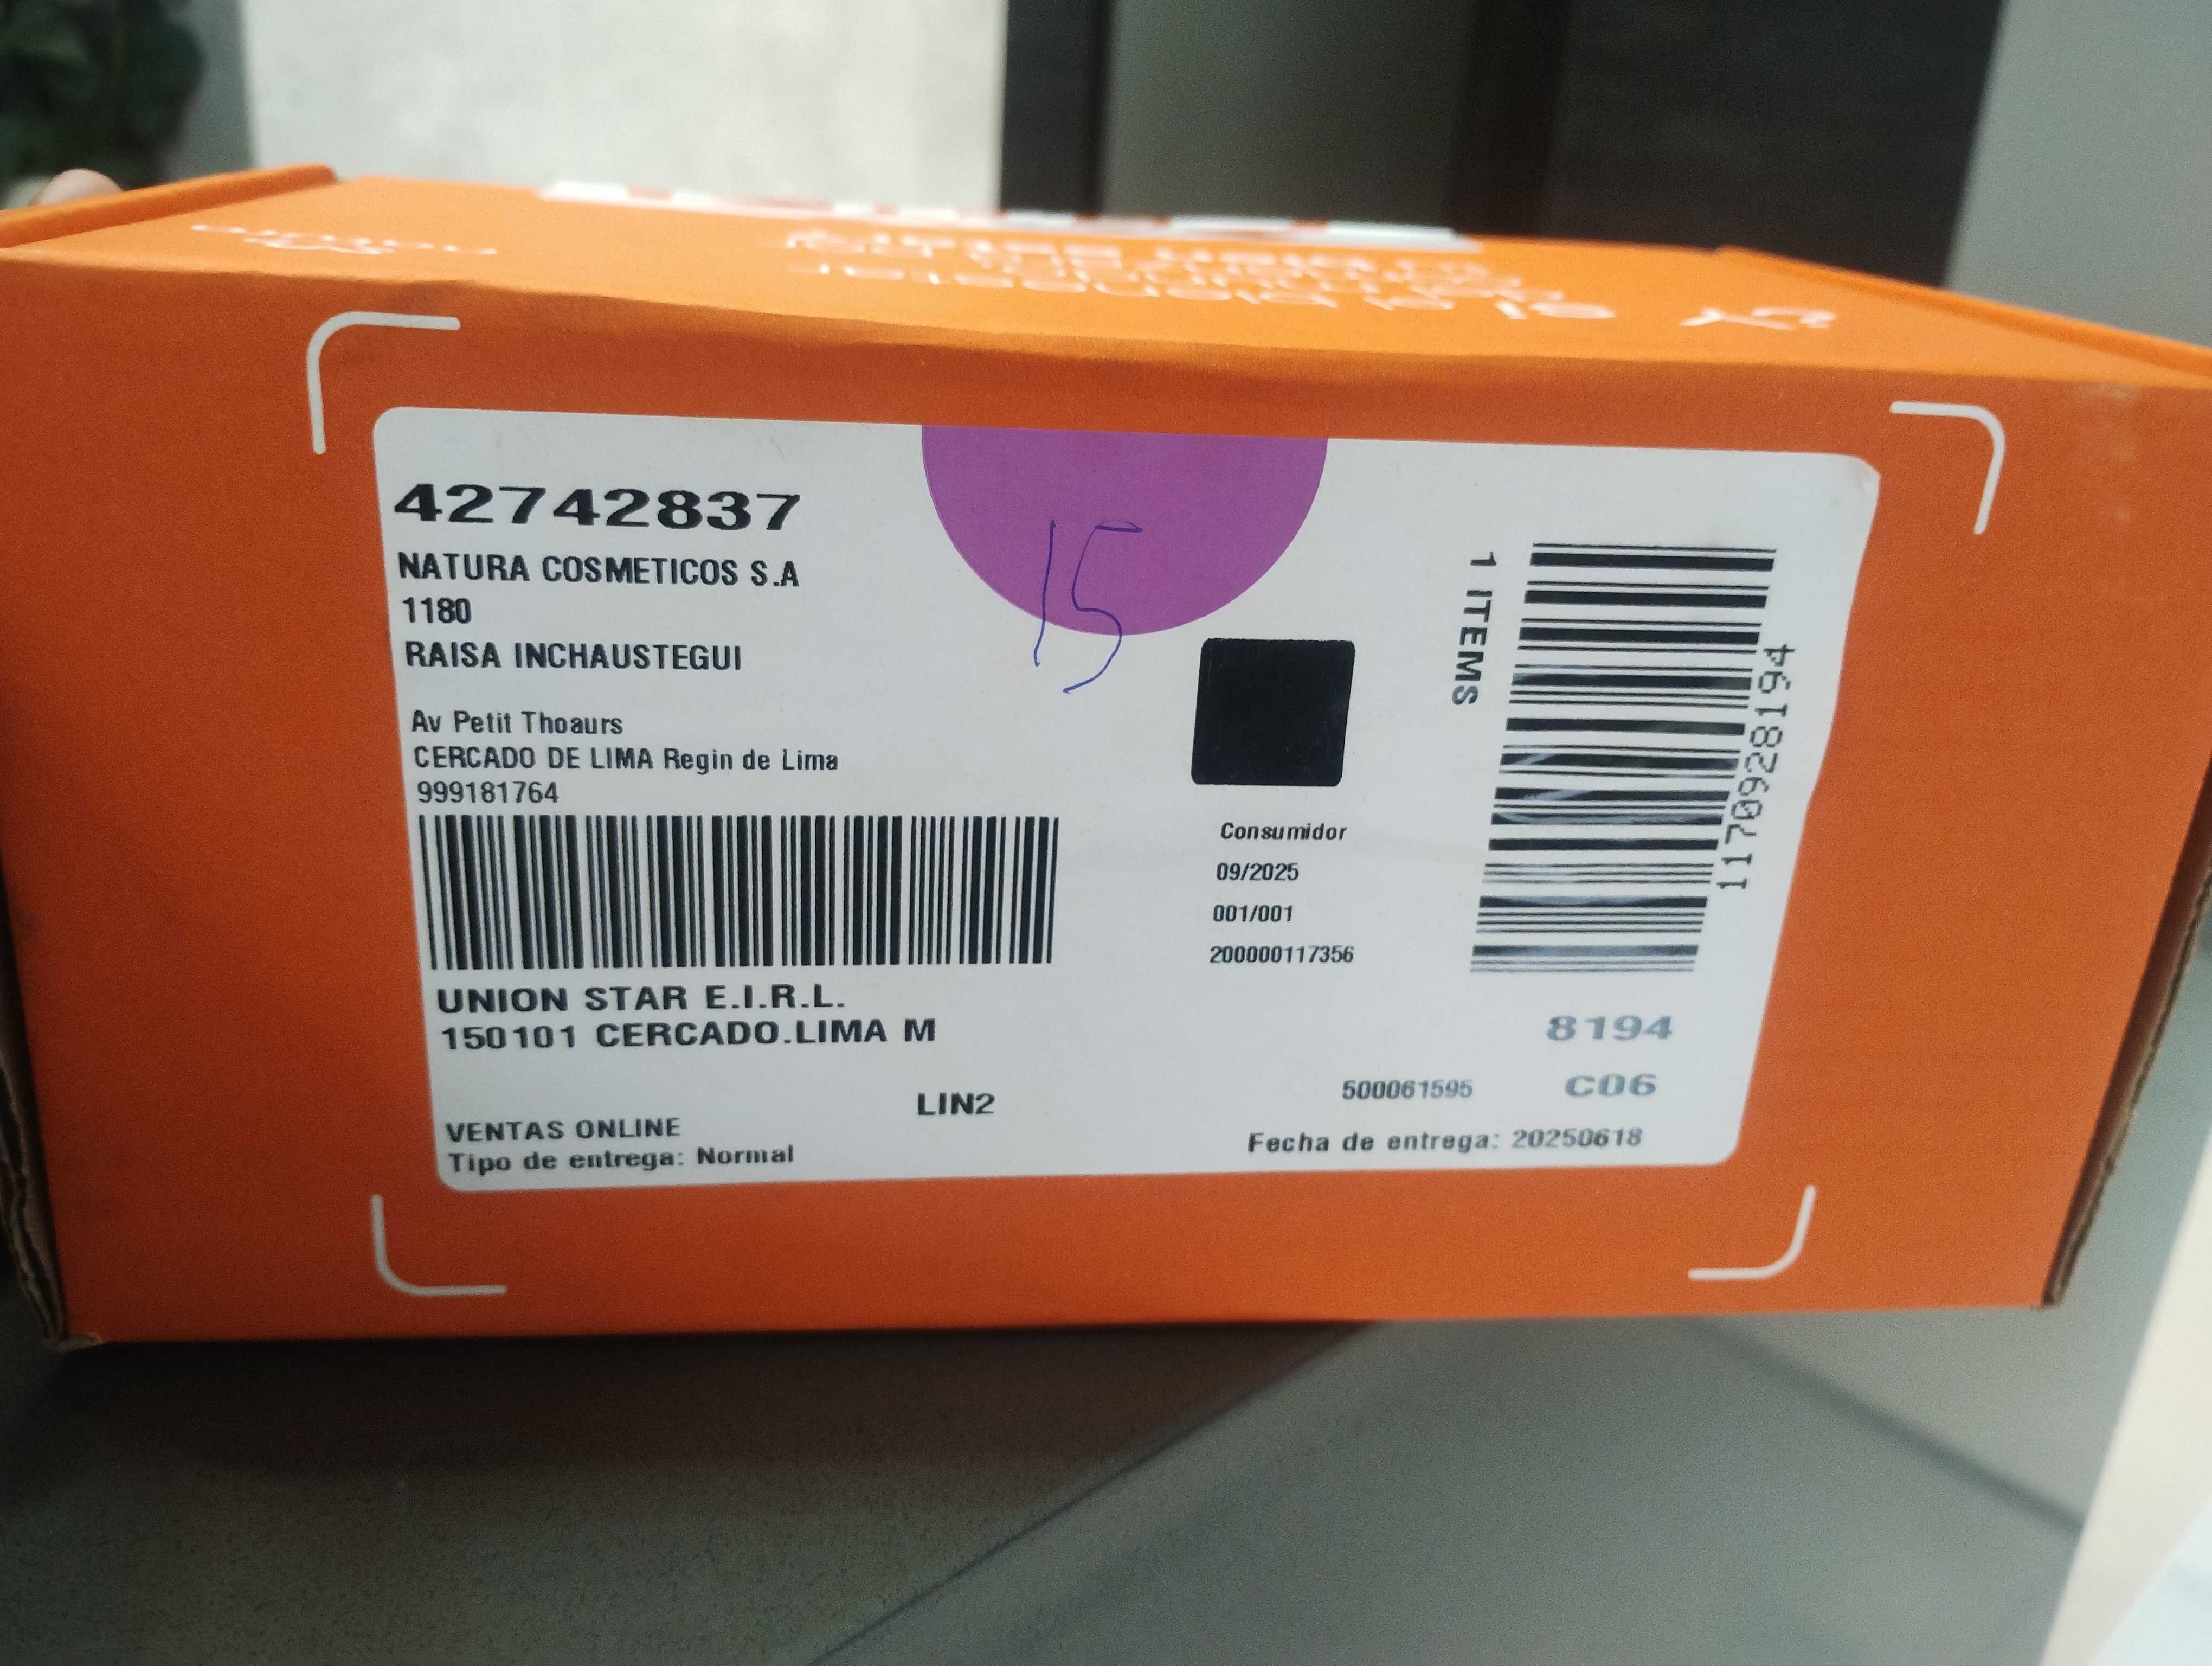 42742837
NATURA COSMETICOS S.A
1180
RAISA INCHAUSTEGUI
Av Petit Thoaurs
CERCADO DE LIMA Regin de Lima
999181764
UNION STAR E.I.R.L.
150101 CERCADO.LIMA M
LIN2
VENTAS ONLINE
Tipo de entrega: Normal
15
Consumidor
09/2025
001/001
200000117356
1 ITEMS
1170928194
8194
500061595 C06
Fecha de entrega: 20250618